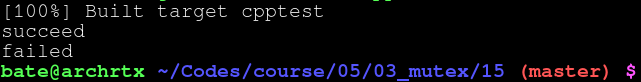 [100%] Built target cpptest
succeed
failed
bate@archrtx ~/Codes/course/05/03_mutex/15 (master) $